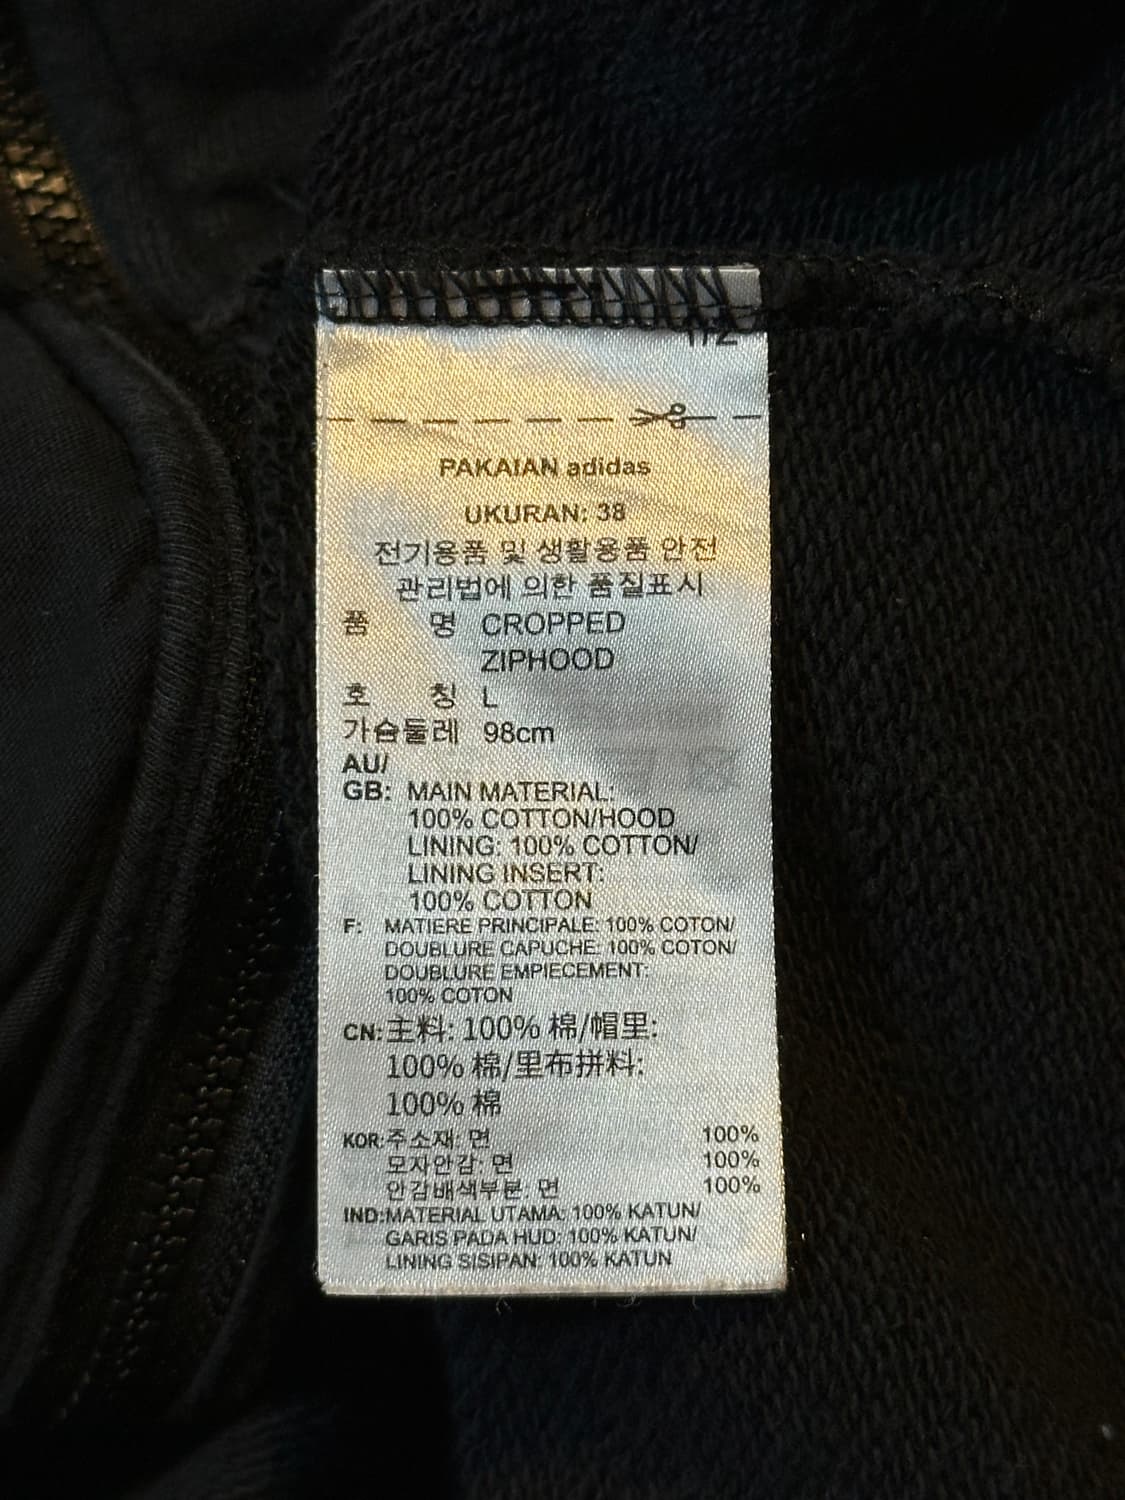 1/2
PAKAIAN adidas
UKURAN: 38
전기용품 및 생활용품 안전
관리법에 의한 품질표시
품 명 CROPPED
ZIPHOOD
호 칭 L
가슴둘레 98cm
AU/
GB: MAIN MATERIAL:
100% COTTON/HOOD
LINING: 100% COTTON/
LINING INSERT:
100% COTTON
F: MATIERE PRINCIPALE: 100% COTON/
DOUBLURE CAPUCHE: 100% COTON/
DOUBLURE EMPIECEMENT:
100% COTON
CN: 主料: 100% 棉/帽里:
100% 棉/里布拼料:
100% 棉
KOR: 주소재: 면 100%
모자안감: 면 100%
안감배색부분: 면 100%
IND: MATERIAL UTAMA: 100% KATUN/
GARIS PADA HUD: 100% KATUN/
LINING SISIPAN: 100% KATUN